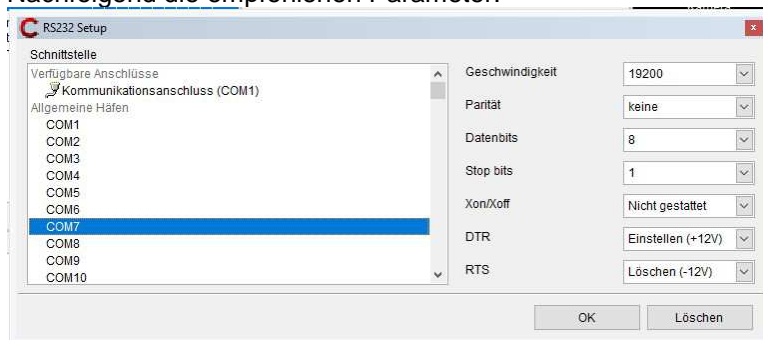 Nachfolgend die empfohlenen Parameter:
RS232 Setup
Schnittstelle
Verfügbare Anschlüsse
Kommunikationsanschluss (COM1)
Allgemeine Häfen
COM1
COM2
COM3
COM4
COM5
COM6
COM7
COM8
COM9
COM10
Geschwindigkeit 19200
Parität keine
Datenbits 8
Stop bits 1
Xon/Xoff Nicht gestattet
DTR Einstellen (+12V)
RTS Löschen (-12V)
OK Löschen